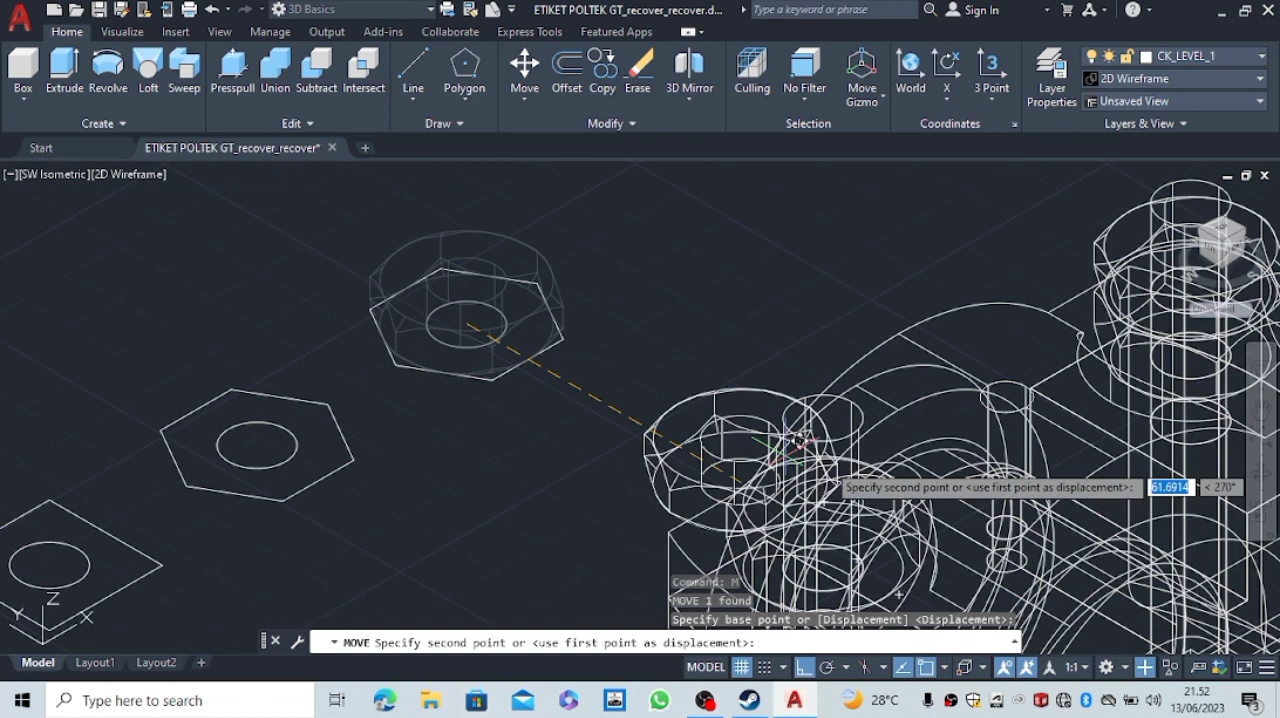 3D Basics
ETIKET POLTEK GT_recover_recover.d...
Type a keyword or phrase
Sign In
Home
Visualize
Insert
View
Manage
Output
Add-ins
Collaborate
Express Tools
Featured Apps
CK_LEVEL_1
2D Wireframe
Unsaved View
Box
Extrude
Revolve
Loft
Sweep
Presspull
Union
Subtract
Intersect
Line
Polygon
Move
Offset
Copy
Erase
3D Mirror
Culling
No Filter
Move
Gizmo
World
X
3 Point
Layer
Properties
Create
Edit
Draw
Modify
Selection
Coordinates
Layers & View
Start
ETIKET POLTEK GT_recover_recover*
[−][SW Isometric][2D Wireframe]
W
S
Specify second point or <use first point as displacement>:
61.6914
< 270°
Z
Y
X
Command: M
MOVE 1 found
Specify base point or [Displacement] <Displacement>:
MOVE Specify second point or <use first point as displacement>:
Model
Layout1
Layout2
MODEL
1:1
Type here to search
28°C
21.52
13/06/2023
3